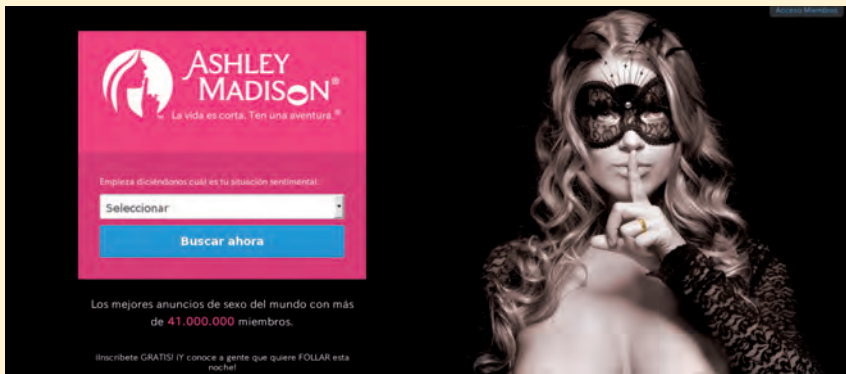 Acceso Miembros
ASHLEY
MADISON®
La vida es corta. Ten una aventura.®
Empieza diciéndonos cuál es tu situación sentimental:
Seleccionar
Buscar ahora
Los mejores anuncios de sexo del mundo con más
de 41.000.000 miembros.
¡Inscríbete GRATIS! ¡Y conoce a gente que quiere FOLLAR esta
noche!